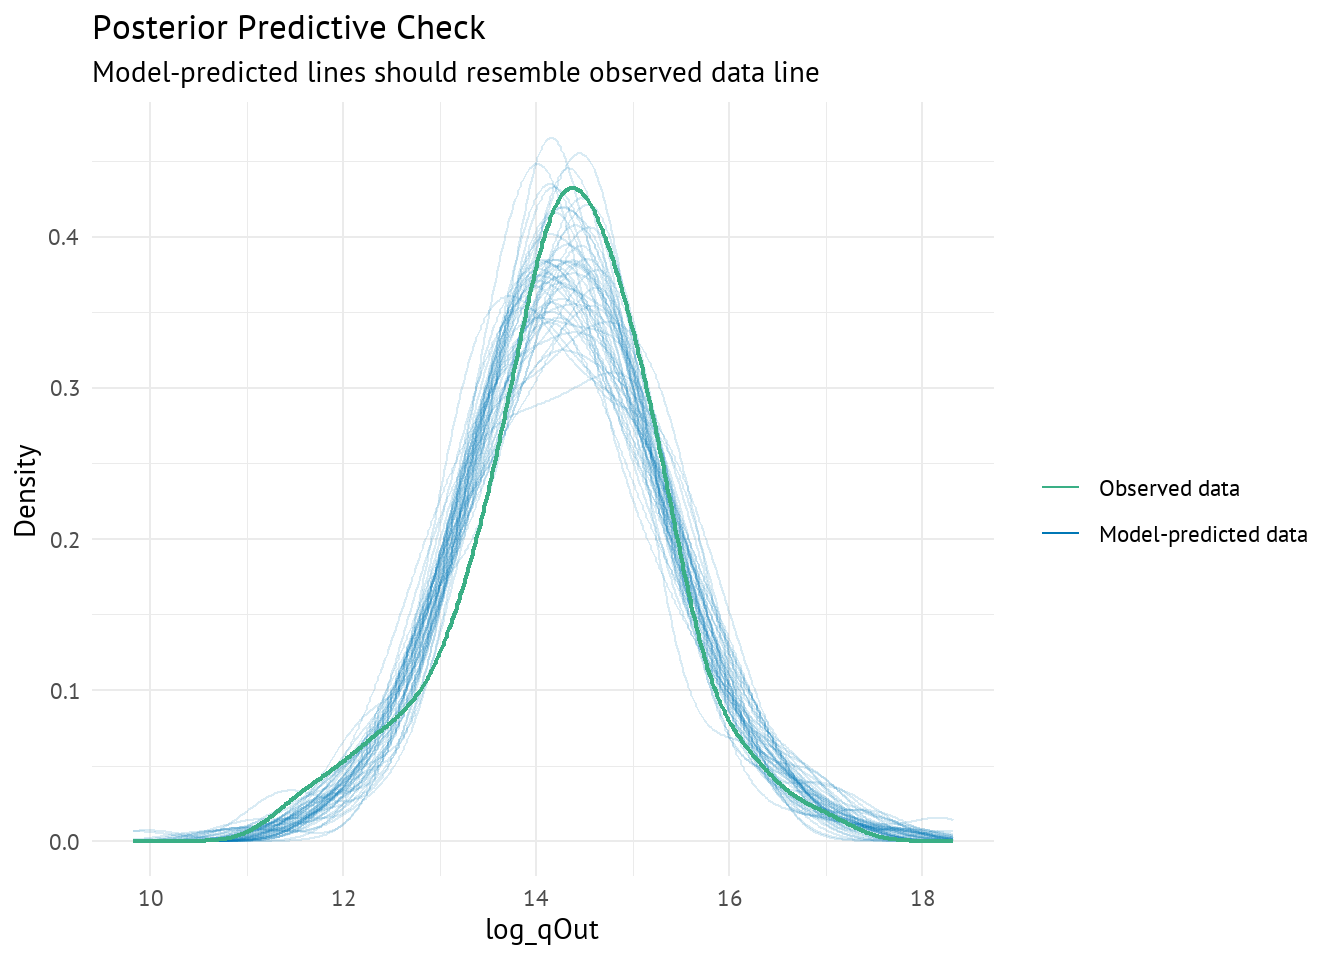 Posterior Predictive Check
Model-predicted lines should resemble observed data line
Density
0.4
0.3
0.2
0.1
0.0
10 12 14 16 18
log_qOut
Observed data
Model-predicted data